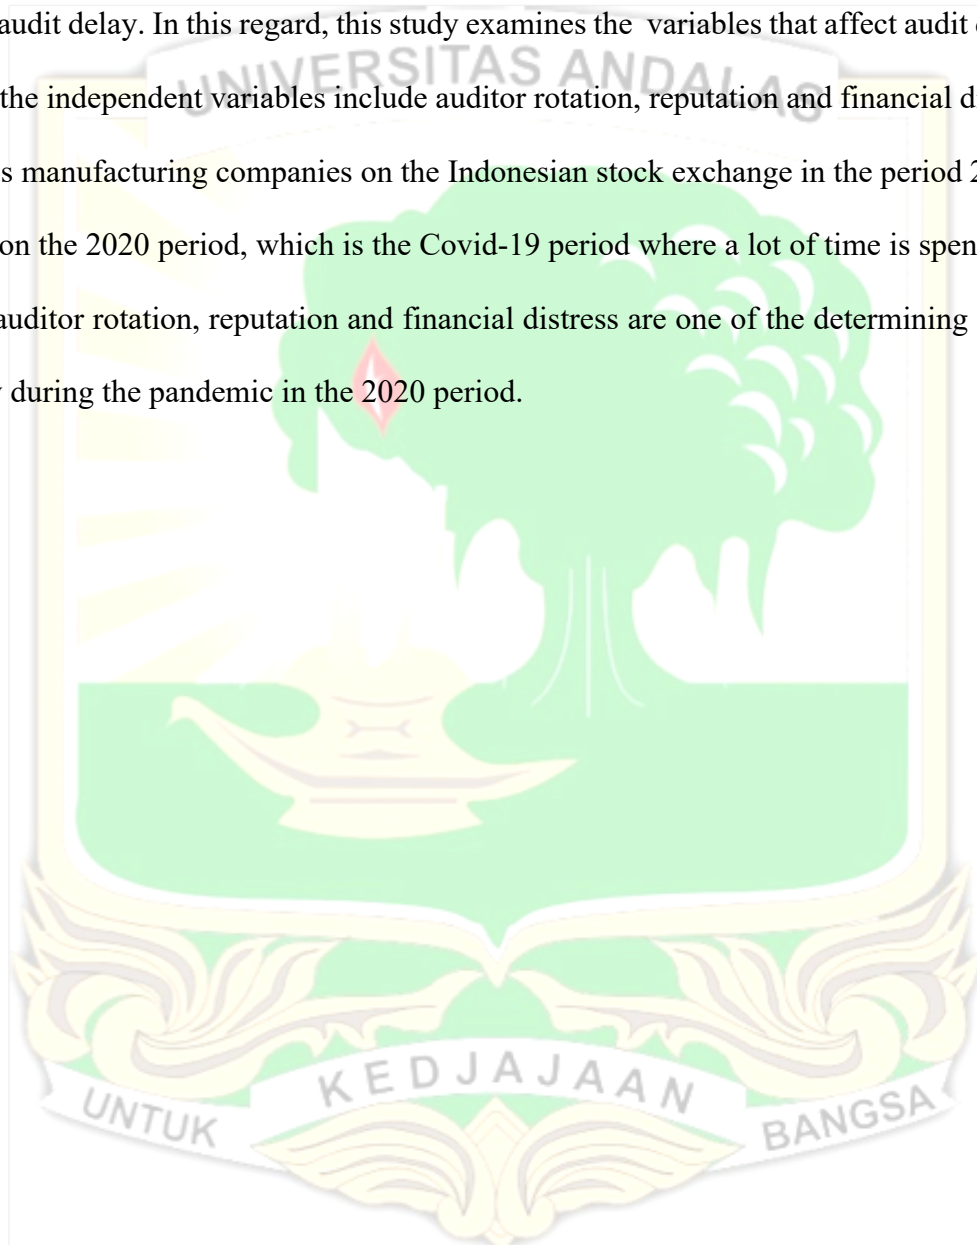 audit delay. In this regard, this study examines the variables that affect audit
the independent variables include auditor rotation, reputation and financial
s manufacturing companies on the Indonesian stock exchange in the period
on the 2020 period, which is the Covid-19 period where a lot of time is
auditor rotation, reputation and financial distress are one of the determining
during the pandemic in the 2020 period.
UNIVERSITAS ANDALAS
KEDJAJAAN
UNTUK BANGSA